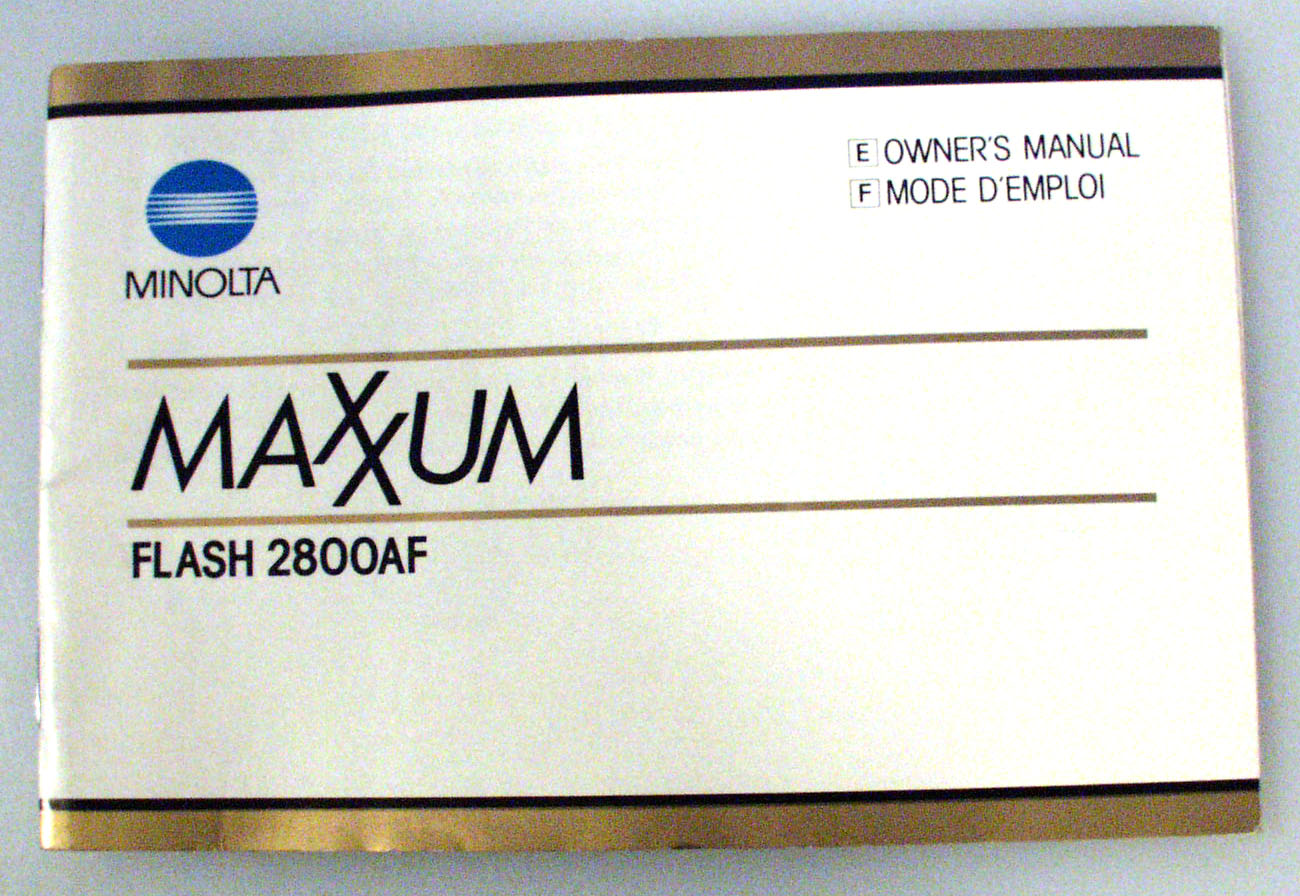 E OWNER'S MANUAL
F MODE D'EMPLOI
MINOLTA
MAXXUM
FLASH 2800AF